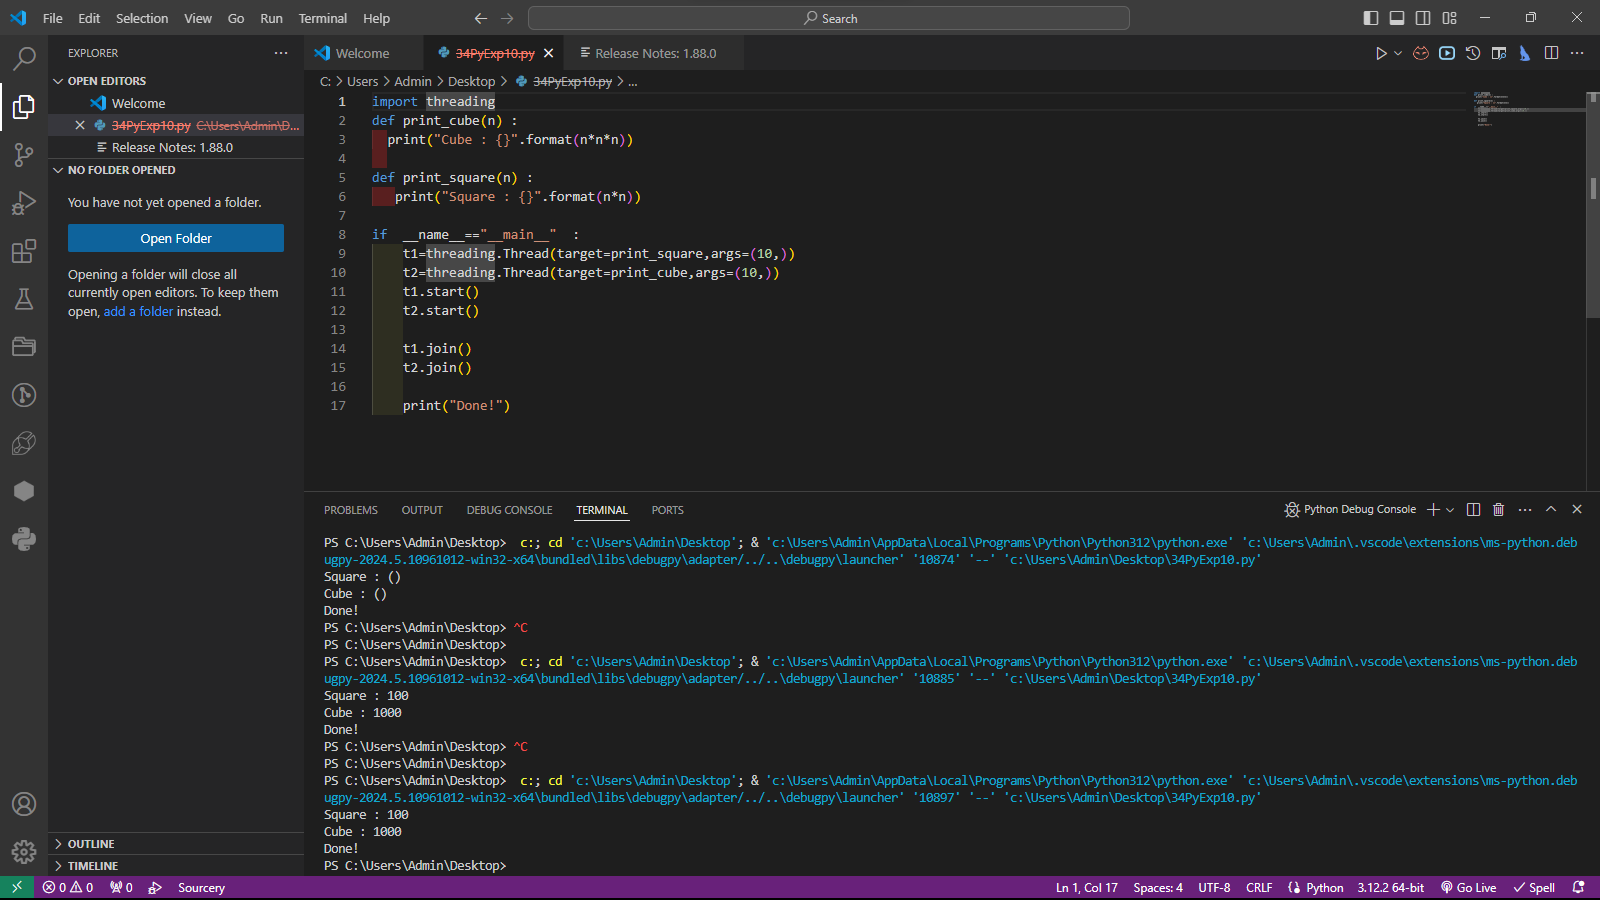 File Edit Selection View Go Run Terminal Help
Search
EXPLORER
OPEN EDITORS
Welcome
34PyExp10.py C:\Users\Admin\D...
Release Notes: 1.88.0
NO FOLDER OPENED
You have not yet opened a folder.
Open Folder
Opening a folder will close all
currently open editors. To keep them
open, add a folder instead.
OUTLINE
TIMELINE
Welcome 34PyExp10.py Release Notes: 1.88.0
C: > Users > Admin > Desktop > 34PyExp10.py > ...
1 import threading
2 def print_cube(n) :
3   print("Cube : {}".format(n*n*n))
4
5 def print_square(n) :
6    print("Square : {}".format(n*n))
7
8 if  __name__=="__main__"  :
9     t1=threading.Thread(target=print_square,args=(10,))
10     t2=threading.Thread(target=print_cube,args=(10,))
11     t1.start()
12     t2.start()
13
14     t1.join()
15     t2.join()
16
17     print("Done!")
PROBLEMS OUTPUT DEBUG CONSOLE TERMINAL PORTS
Python Debug Console
PS C:\Users\Admin\Desktop>  c:; cd 'c:\Users\Admin\Desktop'; & 'c:\Users\Admin\AppData\Local\Programs\Python\Python312\python.exe' 'c:\Users\Admin\.vscode\extensions\ms-python.deb
ugpy-2024.5.10961012-win32-x64\bundled\libs\debugpy\adapter/../..\debugpy\launcher' '10874' '--' 'c:\Users\Admin\Desktop\34PyExp10.py'
Square : ()
Cube : ()
Done!
PS C:\Users\Admin\Desktop> ^C
PS C:\Users\Admin\Desktop>
PS C:\Users\Admin\Desktop>  c:; cd 'c:\Users\Admin\Desktop'; & 'c:\Users\Admin\AppData\Local\Programs\Python\Python312\python.exe' 'c:\Users\Admin\.vscode\extensions\ms-python.deb
ugpy-2024.5.10961012-win32-x64\bundled\libs\debugpy\adapter/../..\debugpy\launcher' '10885' '--' 'c:\Users\Admin\Desktop\34PyExp10.py'
Square : 100
Cube : 1000
Done!
PS C:\Users\Admin\Desktop> ^C
PS C:\Users\Admin\Desktop>
PS C:\Users\Admin\Desktop>  c:; cd 'c:\Users\Admin\Desktop'; & 'c:\Users\Admin\AppData\Local\Programs\Python\Python312\python.exe' 'c:\Users\Admin\.vscode\extensions\ms-python.deb
ugpy-2024.5.10961012-win32-x64\bundled\libs\debugpy\adapter/../..\debugpy\launcher' '10897' '--' 'c:\Users\Admin\Desktop\34PyExp10.py'
Square : 100
Cube : 1000
Done!
PS C:\Users\Admin\Desktop>
0 0 0 Sourcery
Ln 1, Col 17 Spaces: 4 UTF-8 CRLF Python 3.12.2 64-bit Go Live Spell